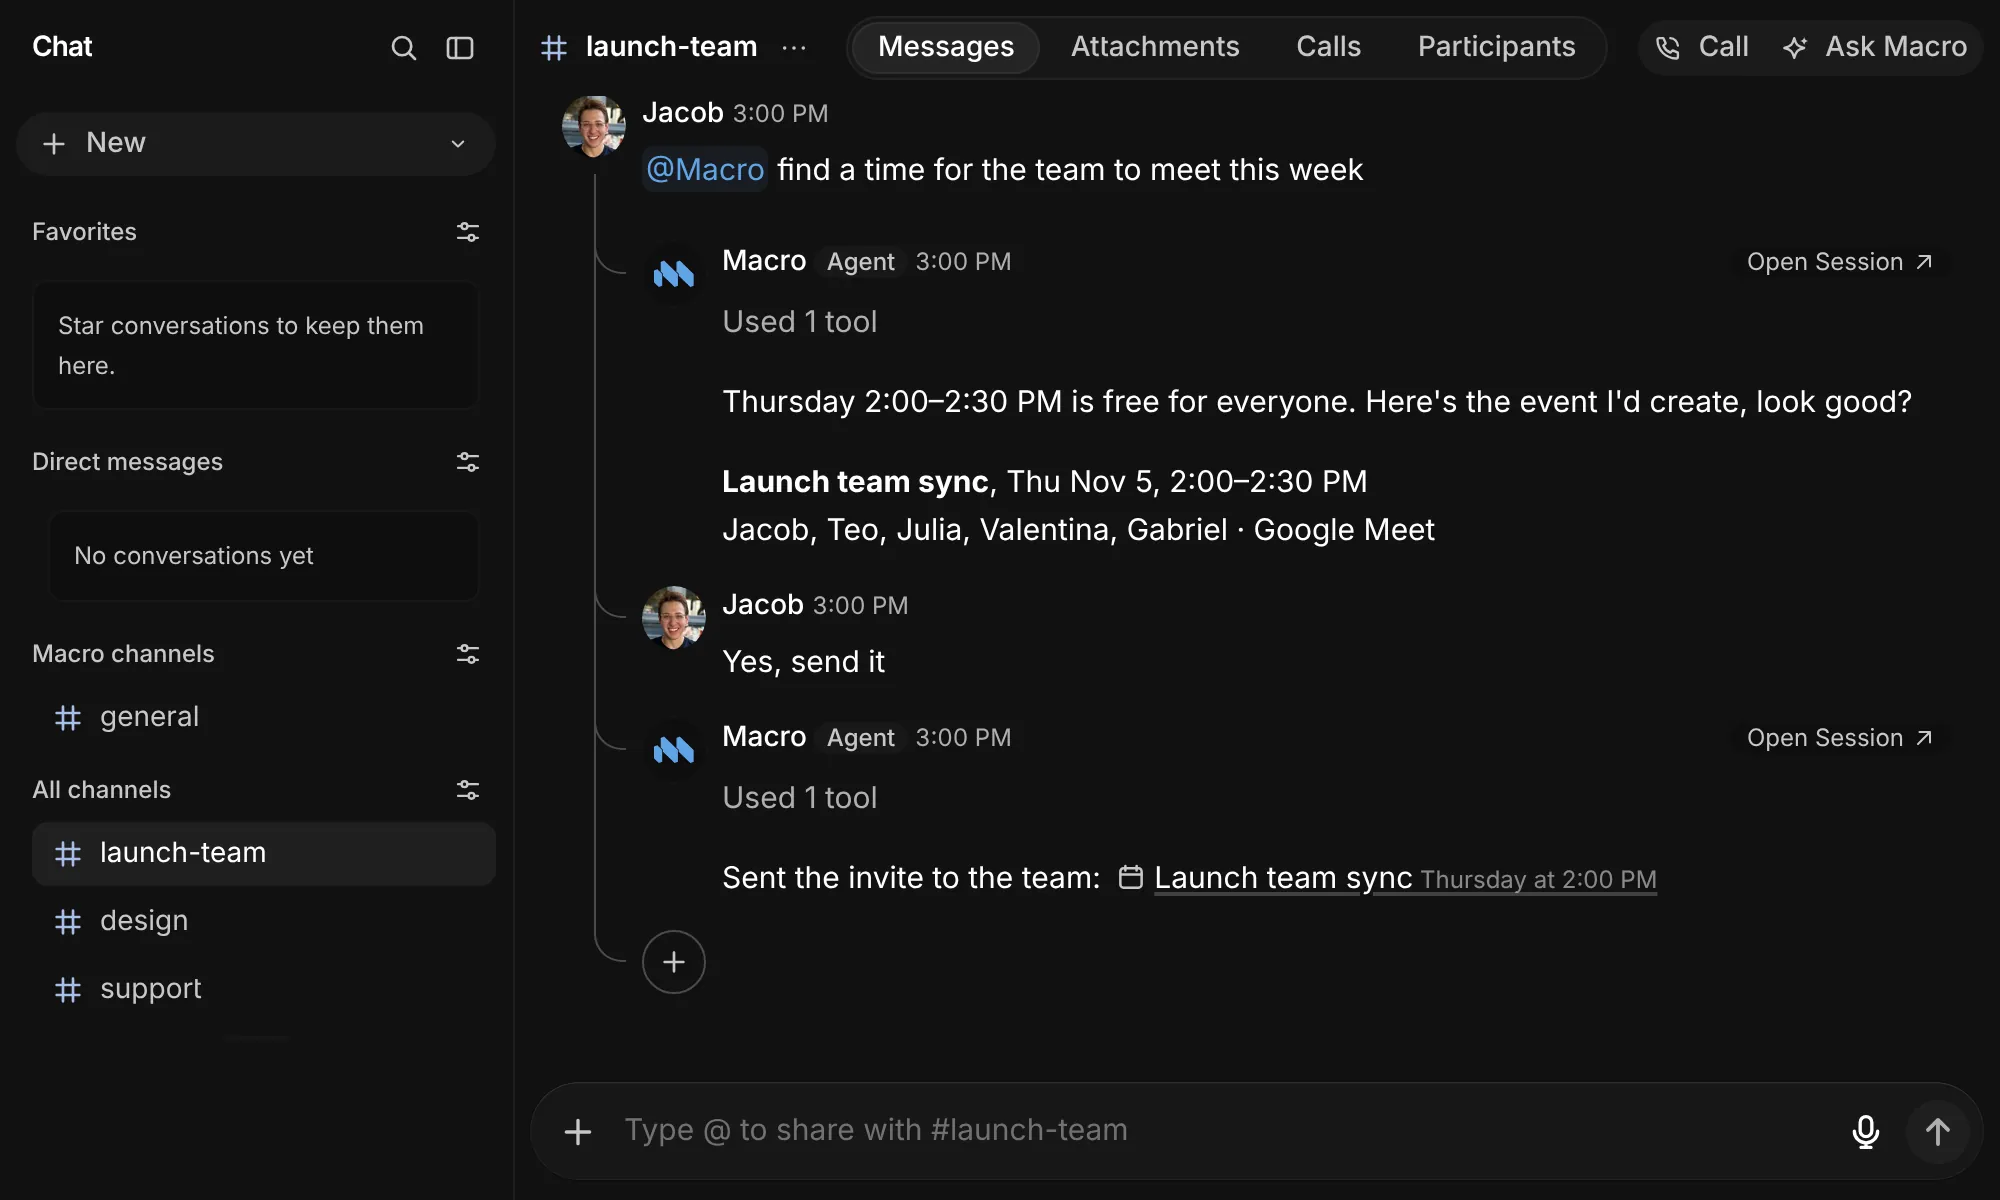 Chat
New
Favorites
Star conversations to keep them
here.
Direct messages
No conversations yet
Macro channels
general
All channels
launch-team
design
support
launch-team
Messages
Attachments
Calls
Participants
Call
Ask Macro
Jacob 3:00 PM
@Macro find a time for the team to meet this week
Macro Agent 3:00 PM
Open Session
Used 1 tool
Thursday 2:00–2:30 PM is free for everyone. Here's the event I'd create, look good?
Launch team sync, Thu Nov 5, 2:00–2:30 PM
Jacob, Teo, Julia, Valentina, Gabriel · Google Meet
Jacob 3:00 PM
Yes, send it
Macro Agent 3:00 PM
Open Session
Used 1 tool
Sent the invite to the team: Launch team sync Thursday at 2:00 PM
Type @ to share with #launch-team